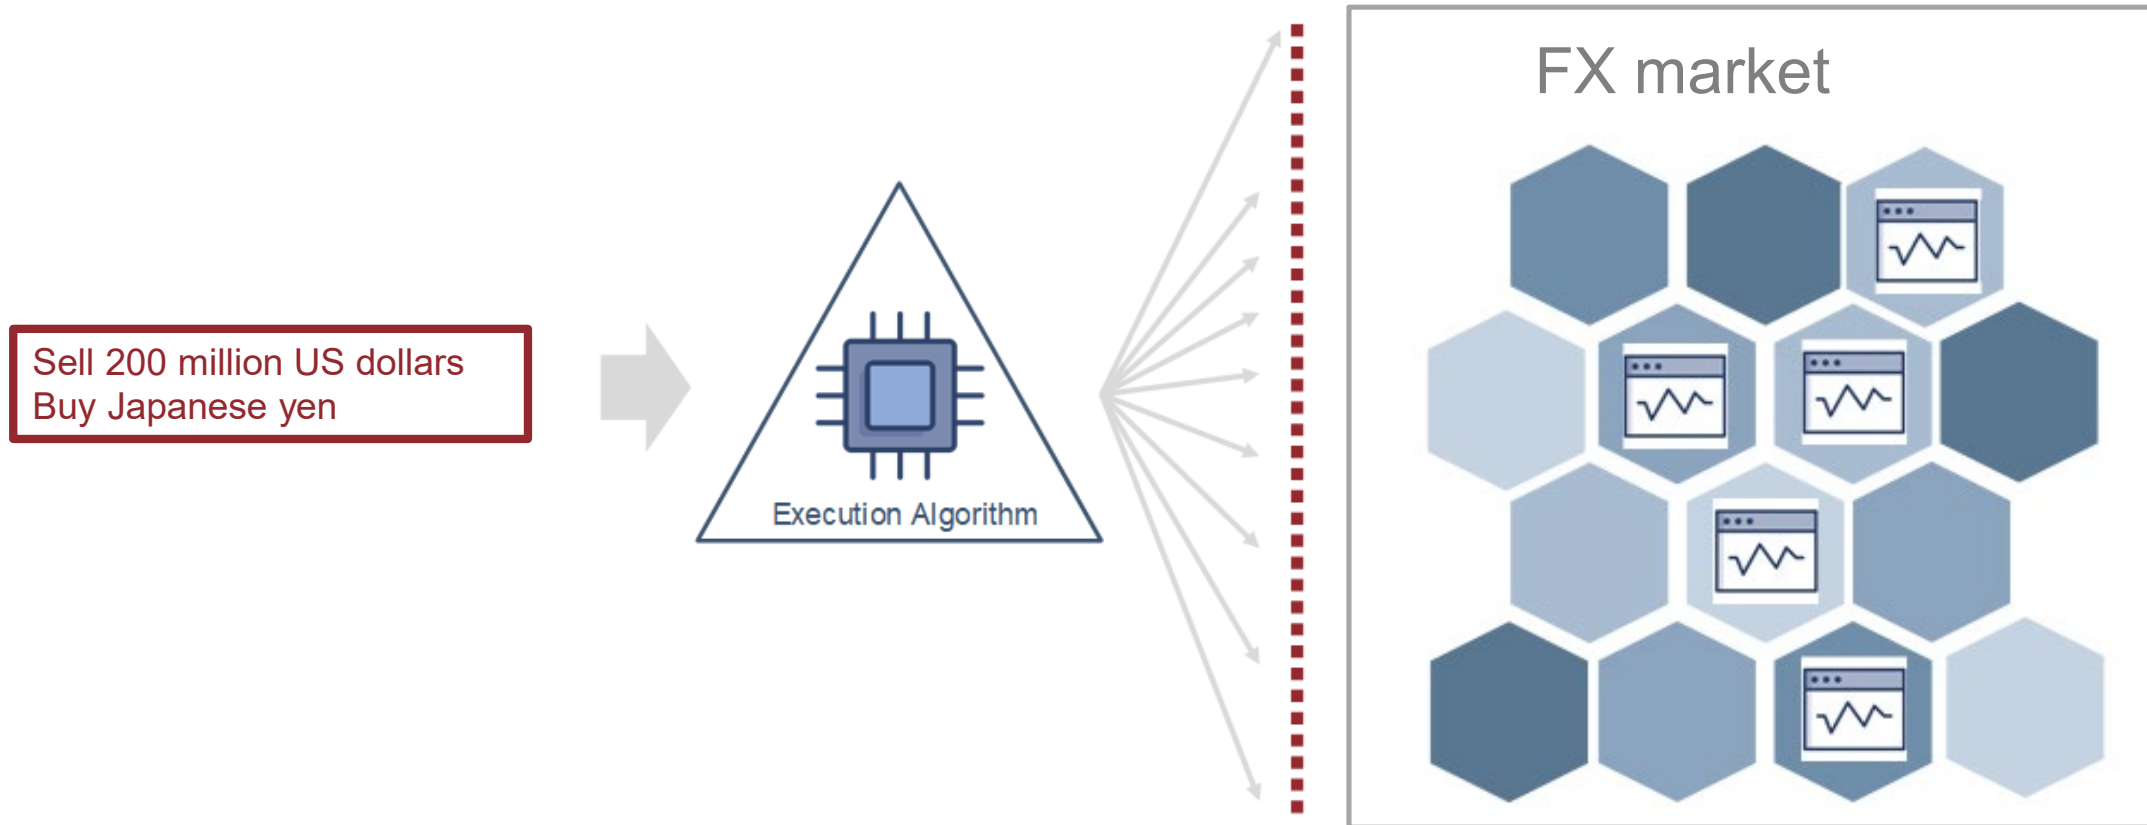 FX market
Sell 200 million US dollars
Buy Japanese yen
Execution Algorithm